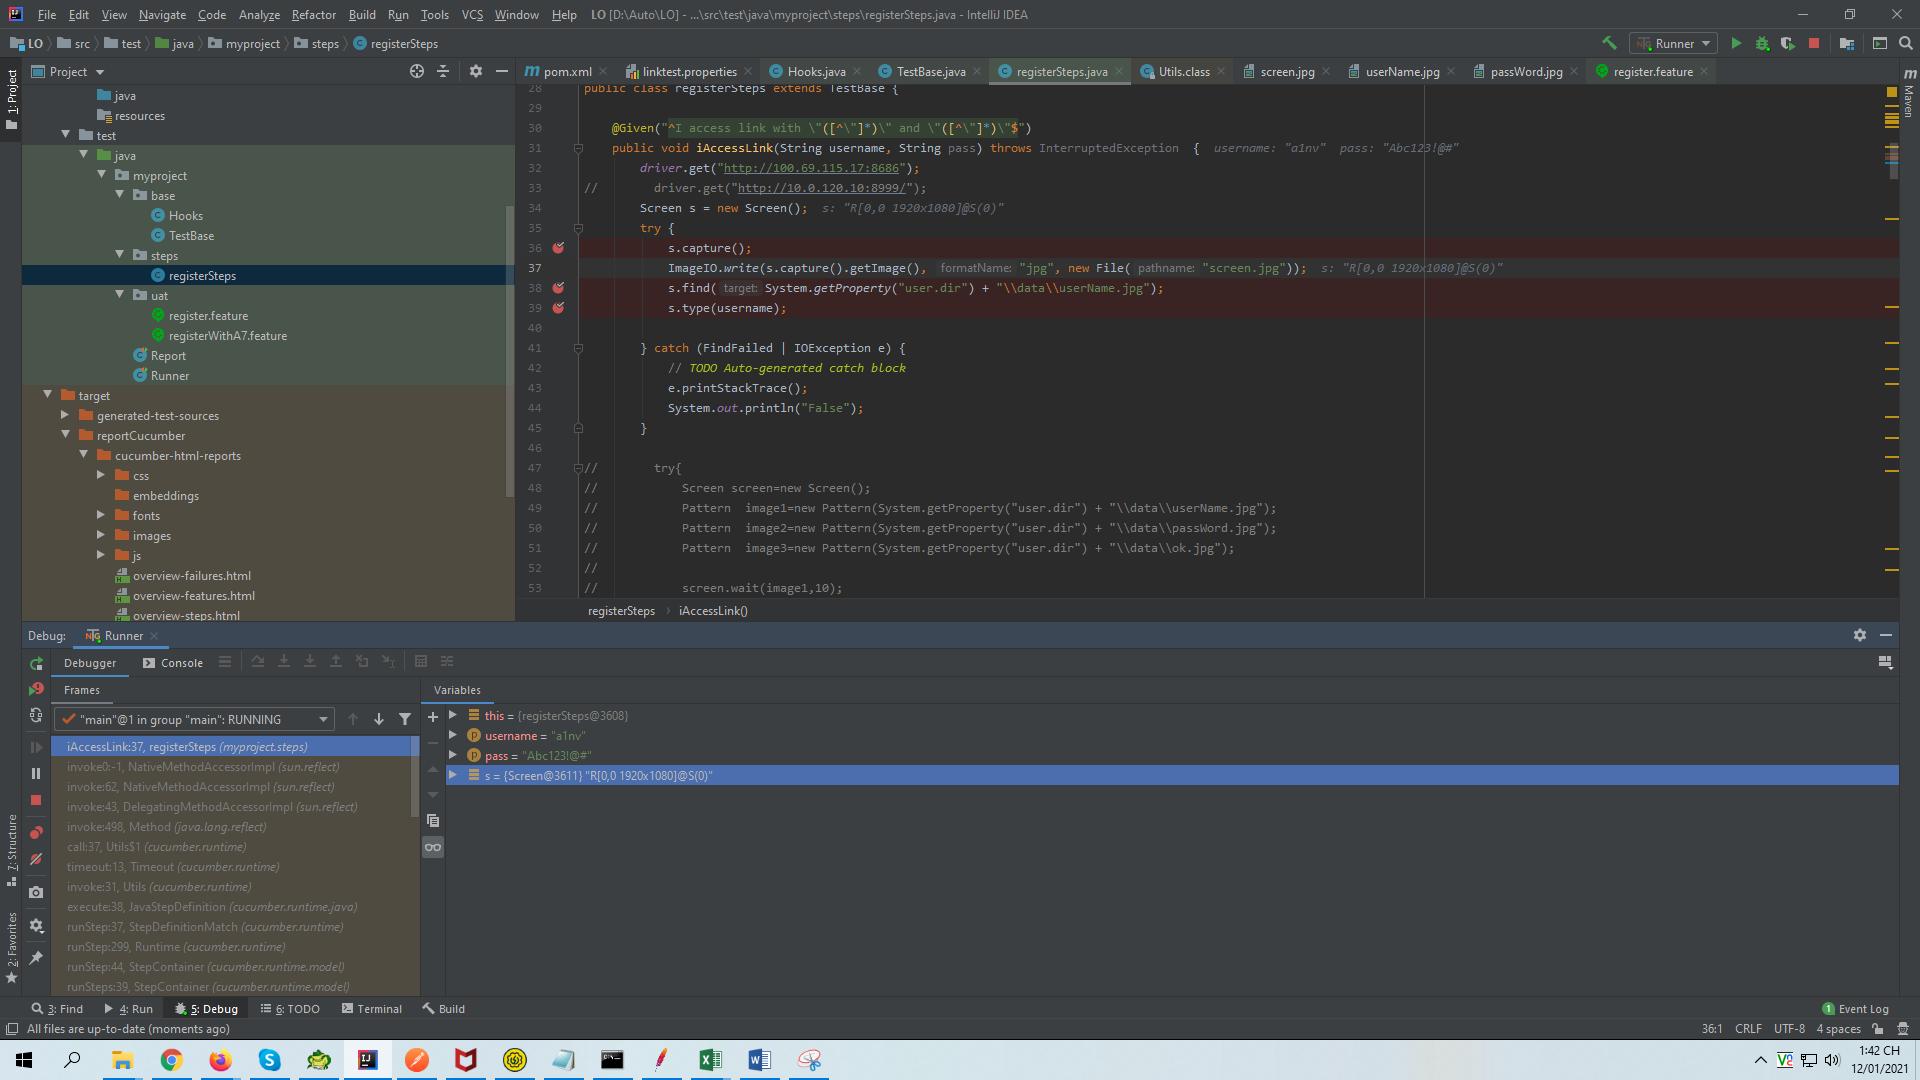 File Edit View Navigate Code Analyze Refactor Build Run Tools VCS Window Help LO [D:\Auto\LO] - ...\src\test\java\myproject\steps\registerSteps.java - IntelliJ IDEA
LO src test java myproject steps registerSteps Runner
Project
pom.xml linktest.properties Hooks.java TestBase.java registerSteps.java Utils.class screen.jpg userName.jpg passWord.jpg register.feature
1: Project
Maven
java
resources
test
java
myproject
base
Hooks
TestBase
steps
registerSteps
uat
register.feature
registerWithA7.feature
Report
Runner
target
generated-test-sources
reportCucumber
cucumber-html-reports
css
embeddings
fonts
images
js
overview-failures.html
overview-features.html
overview-steps.html
28 public class registerSteps extends TestBase {
29
30 @Given("^I access link with \"([^\"]*)\" and \"([^\"]*)\"$")
31 public void iAccessLink(String username, String pass) throws InterruptedException { username: "a1nv" pass: "Abc123!@#"
32 driver.get("http://100.69.115.17:8686");
33 // driver.get("http://10.0.120.10:8999/");
34 Screen s = new Screen(); s: "R[0,0 1920x1080]@S(0)"
35 try {
36 s.capture();
37 ImageIO.write(s.capture().getImage(), formatName: "jpg", new File( pathname: "screen.jpg")); s: "R[0,0 1920x1080]@S(0)"
38 s.find( target: System.getProperty("user.dir") + "\\data\\userName.jpg");
39 s.type(username);
40
41 } catch (FindFailed | IOException e) {
42 // TODO Auto-generated catch block
43 e.printStackTrace();
44 System.out.println("False");
45 }
46
47 // try{
48 // Screen screen=new Screen();
49 // Pattern image1=new Pattern(System.getProperty("user.dir") + "\\data\\userName.jpg");
50 // Pattern image2=new Pattern(System.getProperty("user.dir") + "\\data\\passWord.jpg");
51 // Pattern image3=new Pattern(System.getProperty("user.dir") + "\\data\\ok.jpg");
52 //
53 // screen.wait(image1,10);
registerSteps iAccessLink()
Debug: Runner
Debugger Console
Frames
"main"@1 in group "main": RUNNING
iAccessLink:37, registerSteps (myproject.steps)
invoke0:-1, NativeMethodAccessorImpl (sun.reflect)
invoke:62, NativeMethodAccessorImpl (sun.reflect)
invoke:43, DelegatingMethodAccessorImpl (sun.reflect)
invoke:498, Method (java.lang.reflect)
call:37, Utils$1 (cucumber.runtime)
timeout:13, Timeout (cucumber.runtime)
invoke:31, Utils (cucumber.runtime)
execute:38, JavaStepDefinition (cucumber.runtime.java)
runStep:37, StepDefinitionMatch (cucumber.runtime)
runStep:299, Runtime (cucumber.runtime)
runStep:44, StepContainer (cucumber.runtime.model)
runSteps:39, StepContainer (cucumber.runtime.model)
Variables
this = {registerSteps@3608}
username = "a1nv"
pass = "Abc123!@#"
s = {Screen@3611} "R[0,0 1920x1080]@S(0)"
7: Structure
2: Favorites
3: Find 4: Run 5: Debug 6: TODO Terminal Build 1 Event Log
All files are up-to-date (moments ago) 36:1 CRLF UTF-8 4 spaces
1:42 CH
12/01/2021